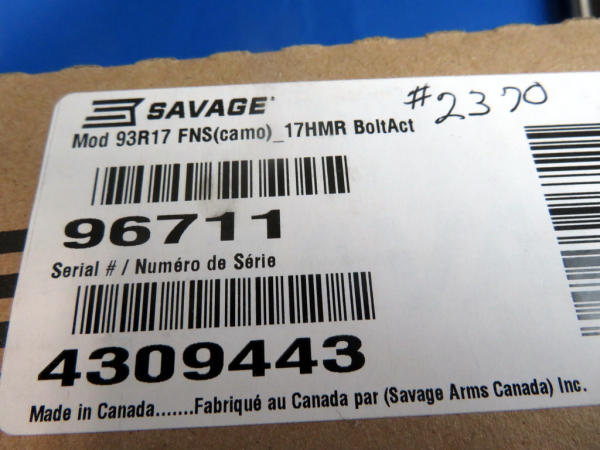 SAVAGE #2370
Mod 93R17 FNS(camo)_17HMR BoltAct
96711
Serial # / Numéro de Série
4309443
Made in Canada.......Fabriqué au Canada par (Savage Arms Canada) Inc.